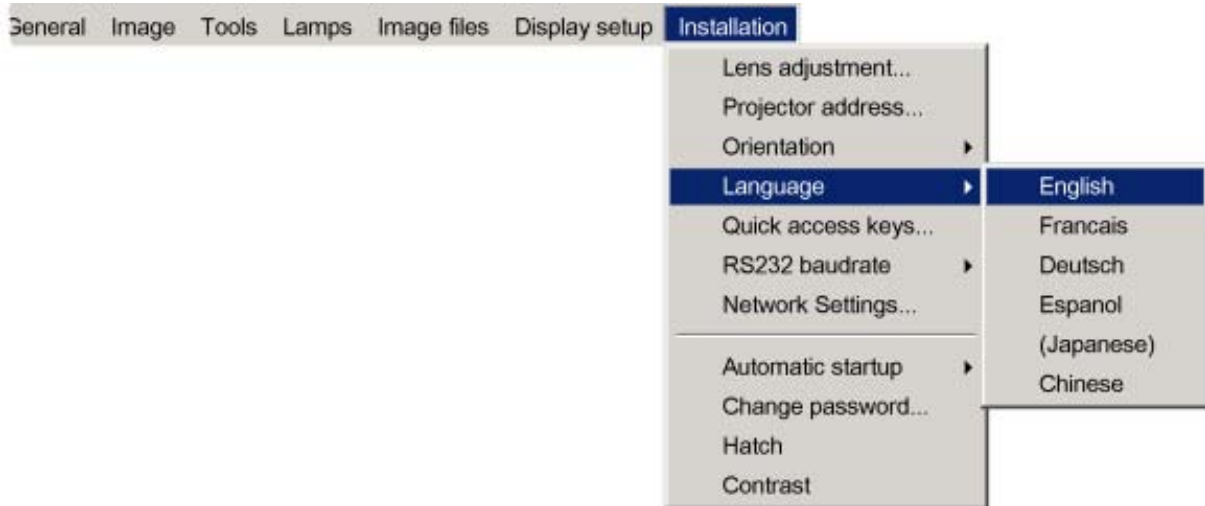 General Image Tools Lamps Image files Display setup Installation
Lens adjustment...
Projector address...
Orientation
Language
Quick access keys...
RS232 baudrate
Network Settings...
Automatic startup
Change password...
Hatch
Contrast
English
Francais
Deutsch
Espanol
(Japanese)
Chinese